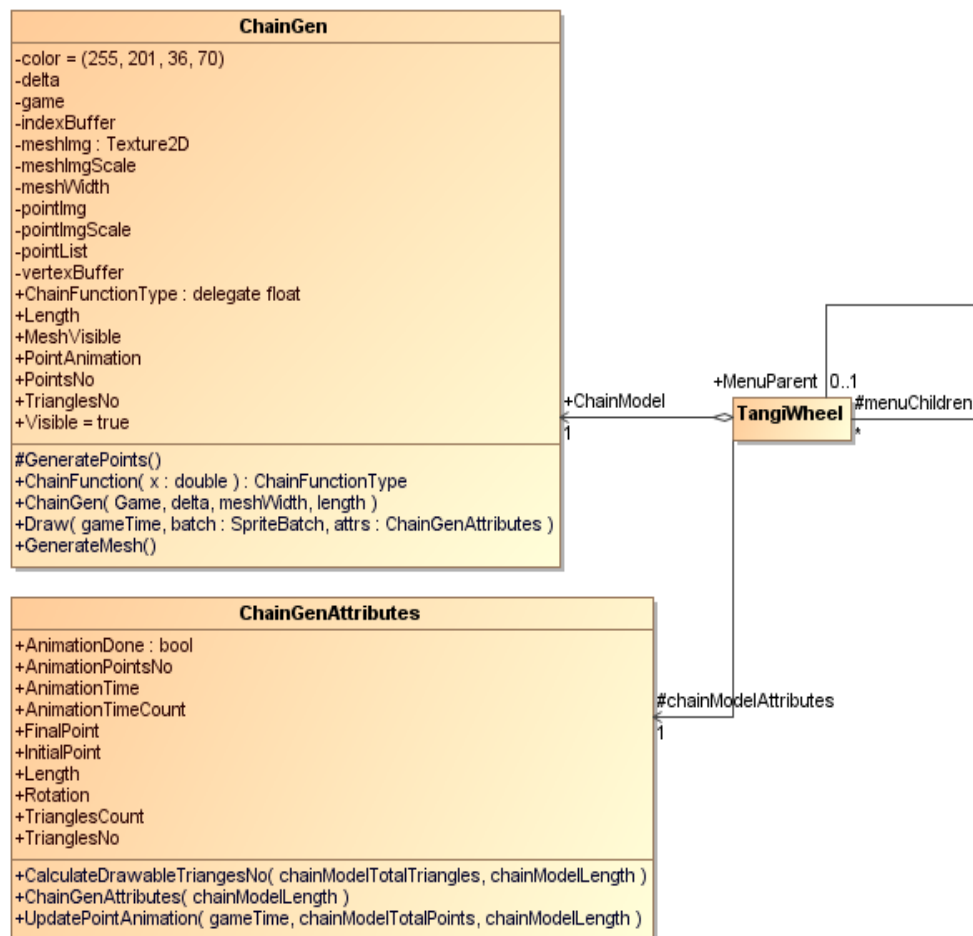 ChainGen
-color = (255, 201, 36, 70)
-delta
-game
-indexBuffer
-meshImg : Texture2D
-meshImgScale
-meshWidth
-pointImg
-pointImgScale
-pointList
-vertexBuffer
+ChainFunctionType : delegate float
+Length
+MeshVisible
+PointAnimation
+PointsNo
+TrianglesNo
+Visible = true
#GeneratePoints()
+ChainFunction( x : double ) : ChainFunctionType
+ChainGen( Game, delta, meshWidth, length )
+Draw( gameTime, batch : SpriteBatch, attrs : ChainGenAttributes )
+GenerateMesh()
+ChainModel
1
+MenuParent 0..1
TangiWheel
#menuChildren
*
ChainGenAttributes
+AnimationDone : bool
+AnimationPointsNo
+AnimationTime
+AnimationTimeCount
+FinalPoint
+InitialPoint
+Length
+Rotation
+TrianglesCount
+TrianglesNo
+CalculateDrawableTriangesNo( chainModelTotalTriangles, chainModelLength )
+ChainGenAttributes( chainModelLength )
+UpdatePointAnimation( gameTime, chainModelTotalPoints, chainModelLength )
#chainModelAttributes
1